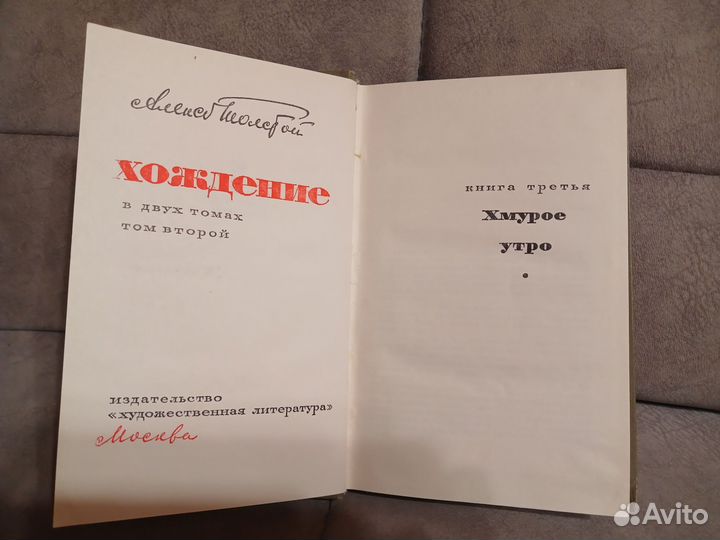 Алексей Толстой
хождение
в двух томах
том второй
издательство
«художественная литература»
Москва
книга третья
Хмурое
утро
Avito